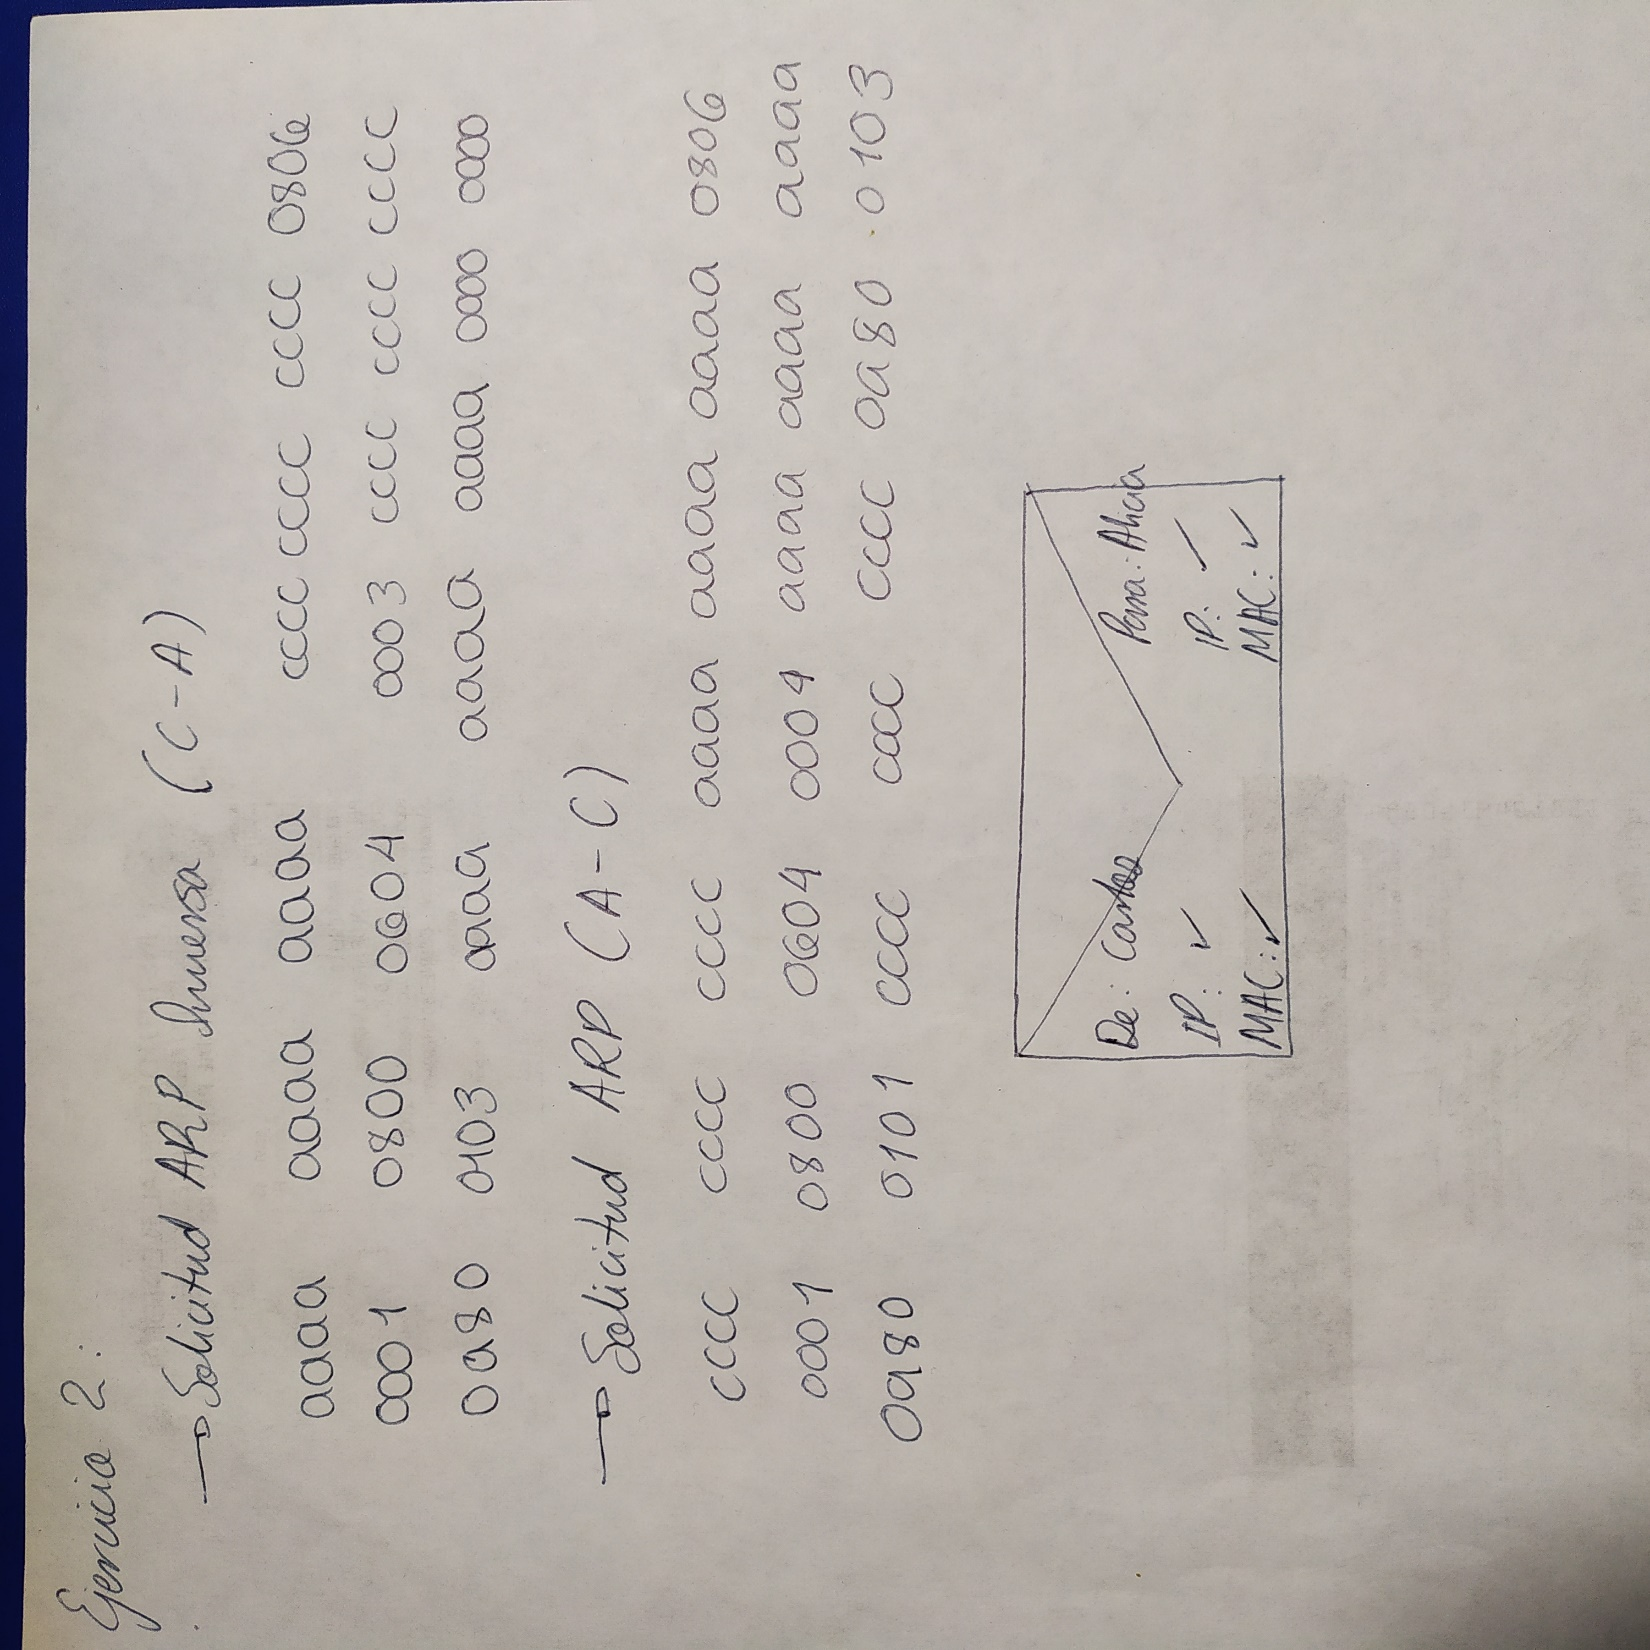 Ejercicio 2:
→ Solicitud ARP Inversa (C-A)
aaaa aaaa aaaa cccc cccc cccc 0806
0001 0800 0604 0003 cccc cccc cccc
0a80 0103 aaaa aaaa aaaa 0000 0000
→ Solicitud ARP (A-C)
cccc cccc cccc aaaa aaaa aaaa 0806
0001 0800 0604 0004 aaaa aaaa aaaa
0a80 0101 cccc cccc cccc 0a80 0103
De: Carlos Para: Alicia
IP: ✓ IP: ✓
MAC: ✓ MAC: ✓